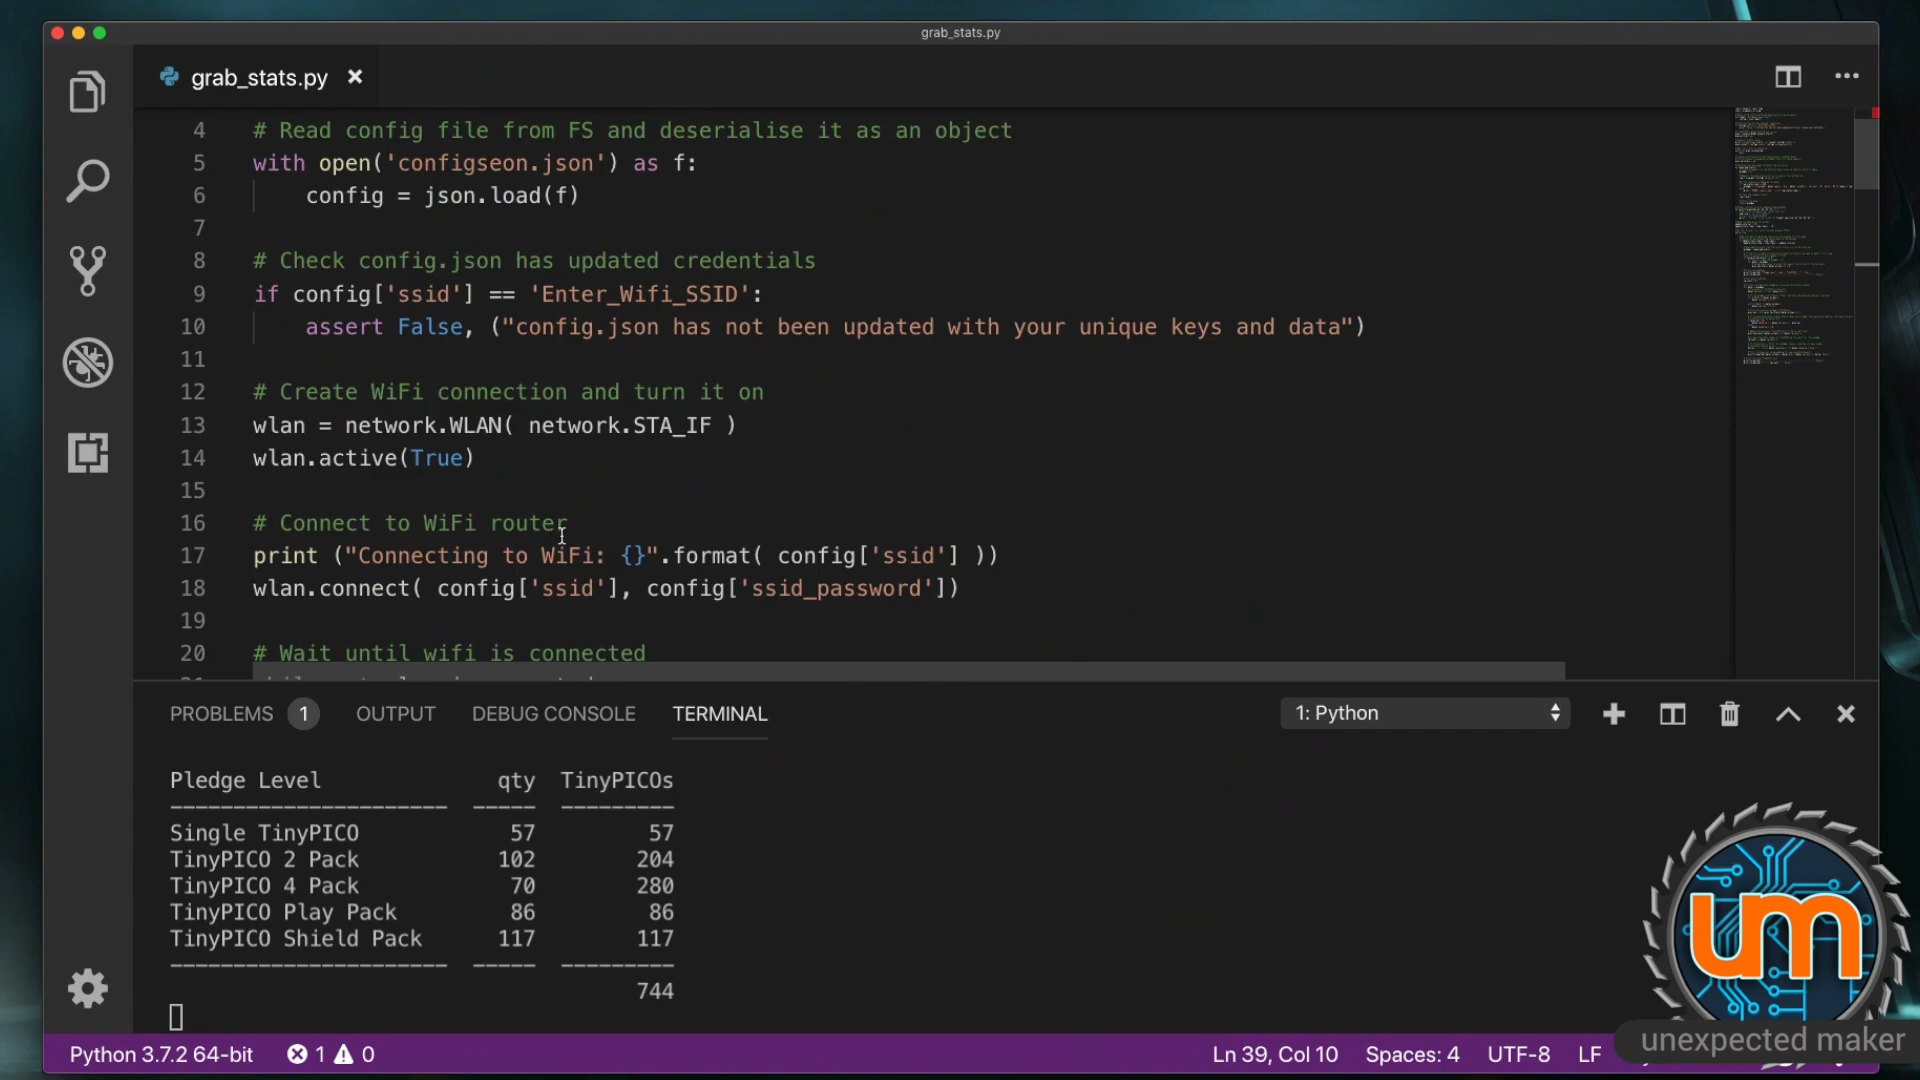 grab_stats.py
grab_stats.py
4 # Read config file from FS and deserialise it as an object
5 with open('configseon.json') as f:
6 config = json.load(f)
7
8 # Check config.json has updated credentials
9 if config['ssid'] == 'Enter_Wifi_SSID':
10 assert False, ("config.json has not been updated with your unique keys and data")
11
12 # Create WiFi connection and turn it on
13 wlan = network.WLAN( network.STA_IF )
14 wlan.active(True)
15
16 # Connect to WiFi router
17 print ("Connecting to WiFi: {}".format( config['ssid'] ))
18 wlan.connect( config['ssid'], config['ssid_password'])
19
20 # Wait until wifi is connected
PROBLEMS 1 OUTPUT DEBUG CONSOLE TERMINAL 1: Python
Pledge Level qty TinyPICOs
---------------------- ----- ---------
Single TinyPICO 57 57
TinyPICO 2 Pack 102 204
TinyPICO 4 Pack 70 280
TinyPICO Play Pack 86 86
TinyPICO Shield Pack 117 117
---------------------- ----- ---------
744
um
unexpected maker
Python 3.7.2 64-bit 1 0 Ln 39, Col 10 Spaces: 4 UTF-8 LF